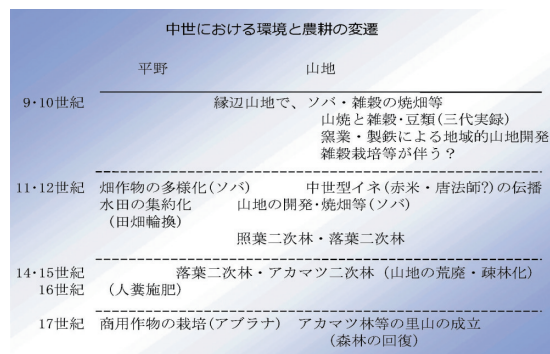 中世における環境と農耕の変遷
平野 山地
9・10世紀 縁辺山地で、ソバ・雑穀の焼畑等
山焼と雑穀・豆類(三代実録)
窯業・製鉄による地域的山地開発
雑穀栽培等が伴う?
11・12世紀 畑作物の多様化(ソバ) 中世型イネ(赤米・唐法師?)の伝播
水田の集約化 山地の開発・焼畑等(ソバ)
(田畑輪換)
照葉二次林・落葉二次林
14・15世紀 落葉二次林・アカマツ二次林(山地の荒廃・疎林化)
16世紀 (人糞施肥)
17世紀 商用作物の栽培(アブラナ) アカマツ林等の里山の成立
(森林の回復)